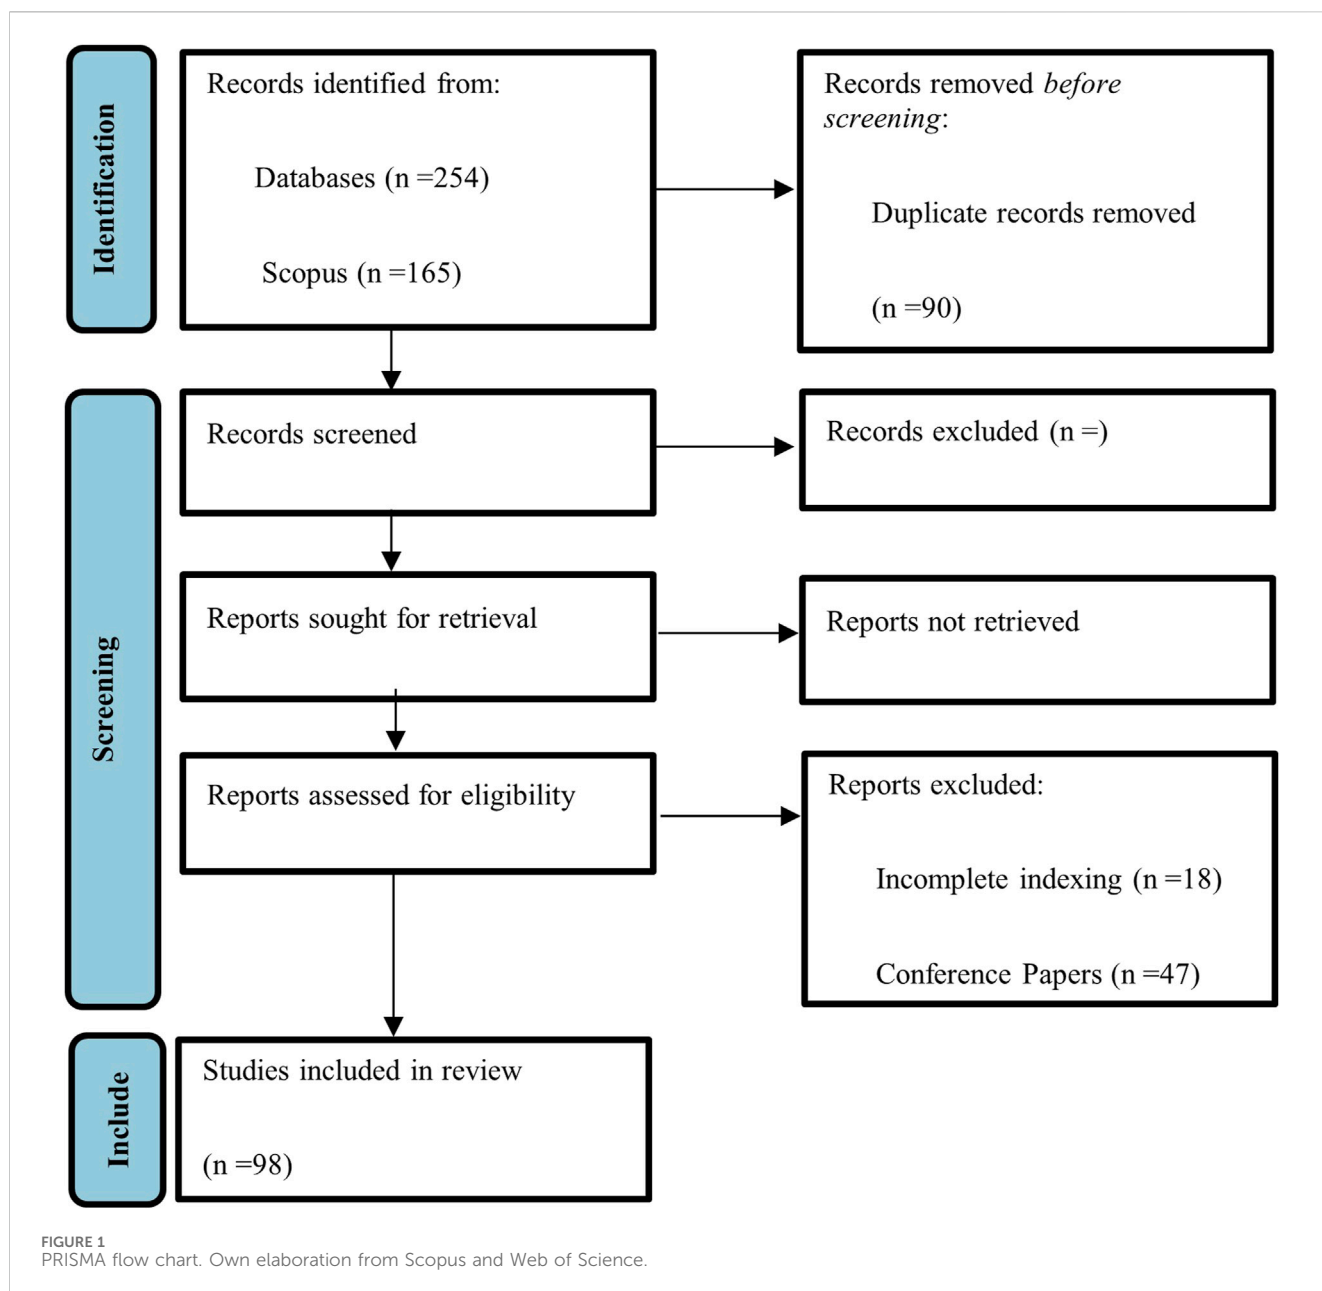 Identification
Records identified from:
Databases (n =254)
Scopus (n =165)
Records removed before
screening:
Duplicate records removed
(n =90)
Screening
Records screened
Records excluded (n =)
Reports sought for retrieval
Reports not retrieved
Reports assessed for eligibility
Reports excluded:
Incomplete indexing (n =18)
Conference Papers (n =47)
Include
Studies included in review
(n =98)
FIGURE 1
PRISMA flow chart. Own elaboration from Scopus and Web of Science.